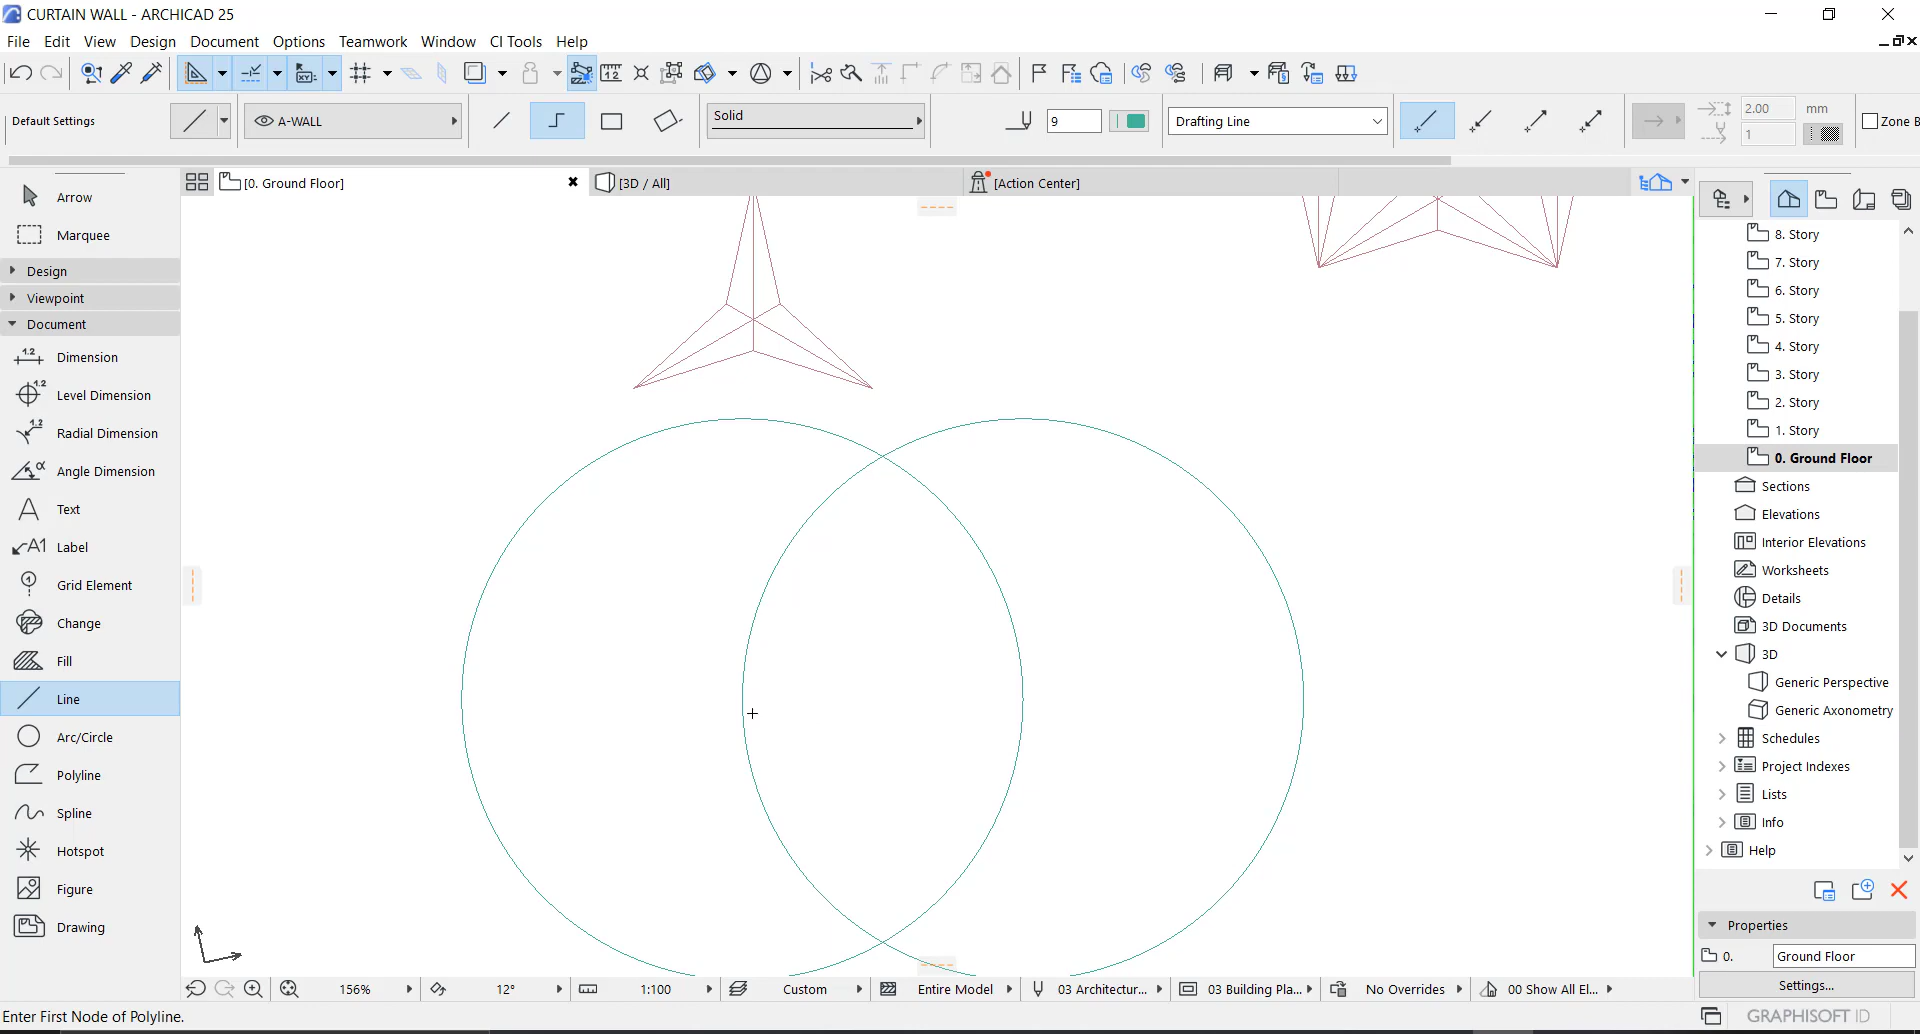 CURTAIN WALL - ARCHICAD 25
File Edit View Design Document Options Teamwork Window CI Tools Help
Default Settings
A-WALL
Solid
9
Drafting Line
2.00 mm
1
Zone B
[0. Ground Floor]
[3D / All]
[Action Center]
Arrow
Marquee
Design
Viewpoint
Document
Dimension
Level Dimension
Radial Dimension
Angle Dimension
Text
Label
Grid Element
Change
Fill
Line
Arc/Circle
Polyline
Spline
Hotspot
Figure
Drawing
8. Story
7. Story
6. Story
5. Story
4. Story
3. Story
2. Story
1. Story
0. Ground Floor
Sections
Elevations
Interior Elevations
Worksheets
Details
3D Documents
3D
Generic Perspective
Generic Axonometry
Schedules
Project Indexes
Lists
Info
Help
Properties
0. Ground Floor
Settings...
156%
12°
1:100
Custom
Entire Model
03 Architectur...
03 Building Pla...
No Overrides
00 Show All El...
Enter First Node of Polyline.
GRAPHISOFT ID